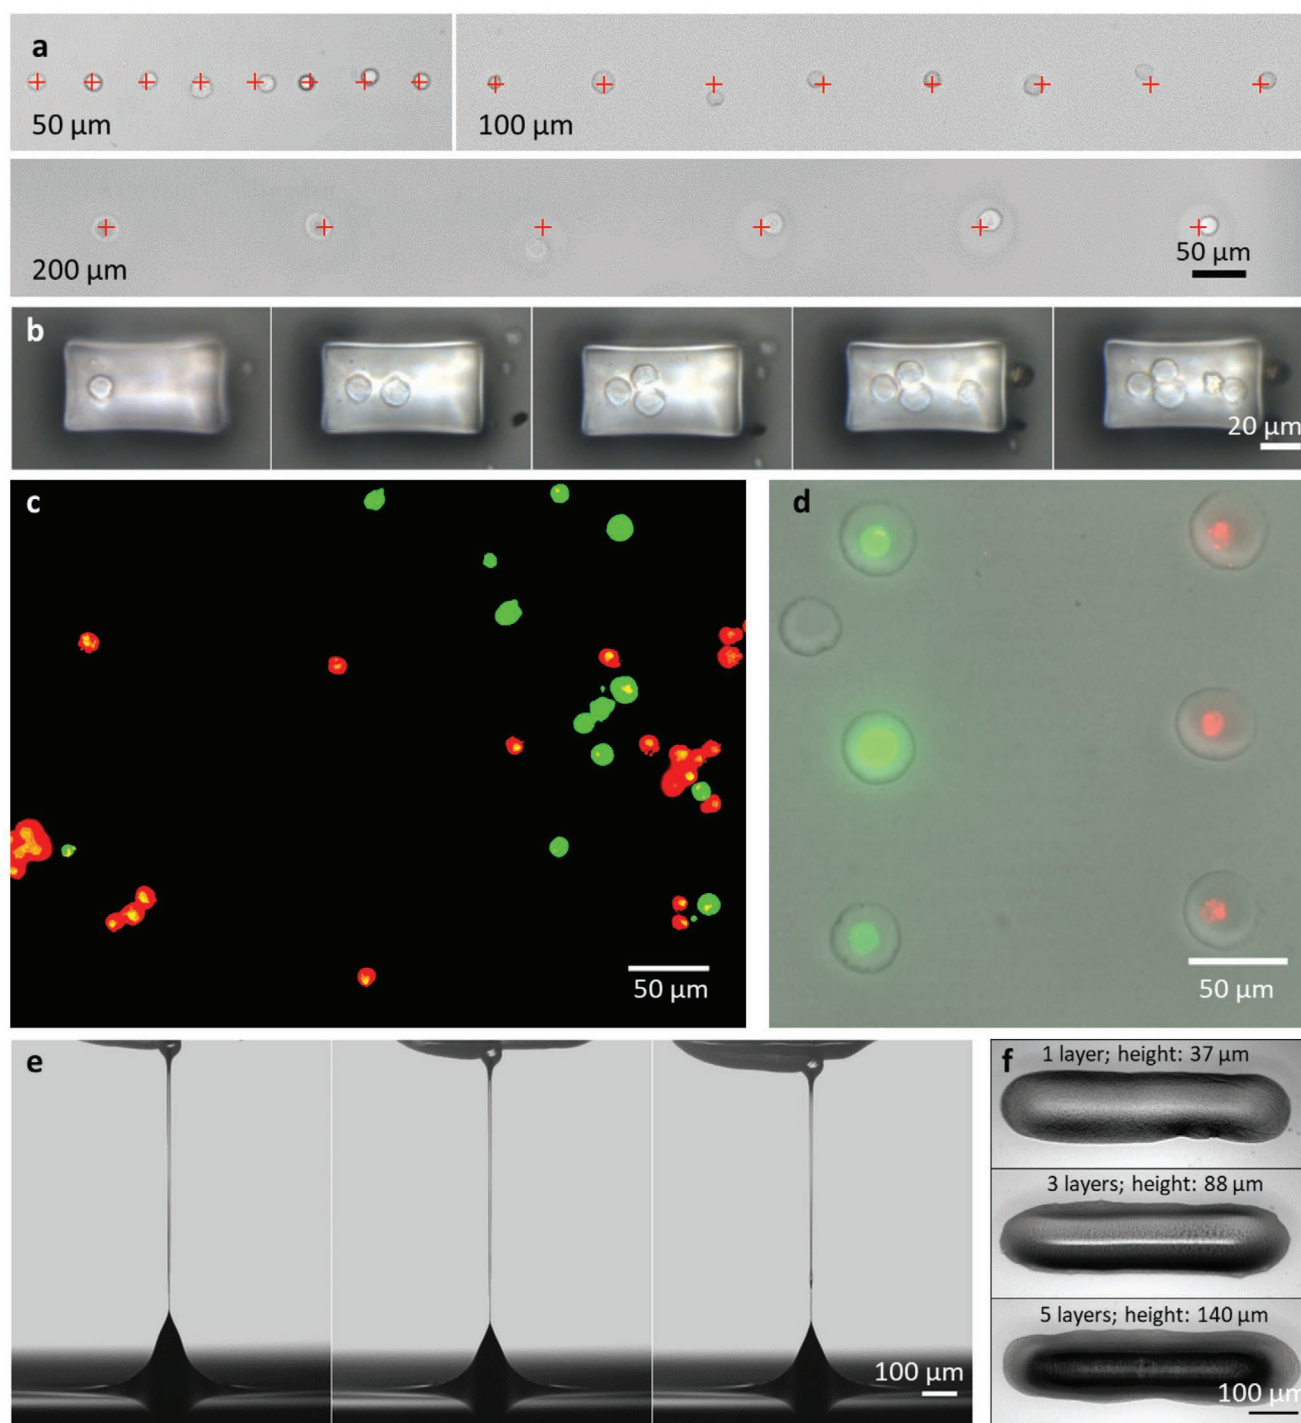 a
50 µm
100 µm
200 µm
50 µm
b
20 µm
c
50 µm
d
50 µm
e
100 µm
f
1 layer; height: 37 µm
3 layers; height: 88 µm
5 layers; height: 140 µm
100 µm